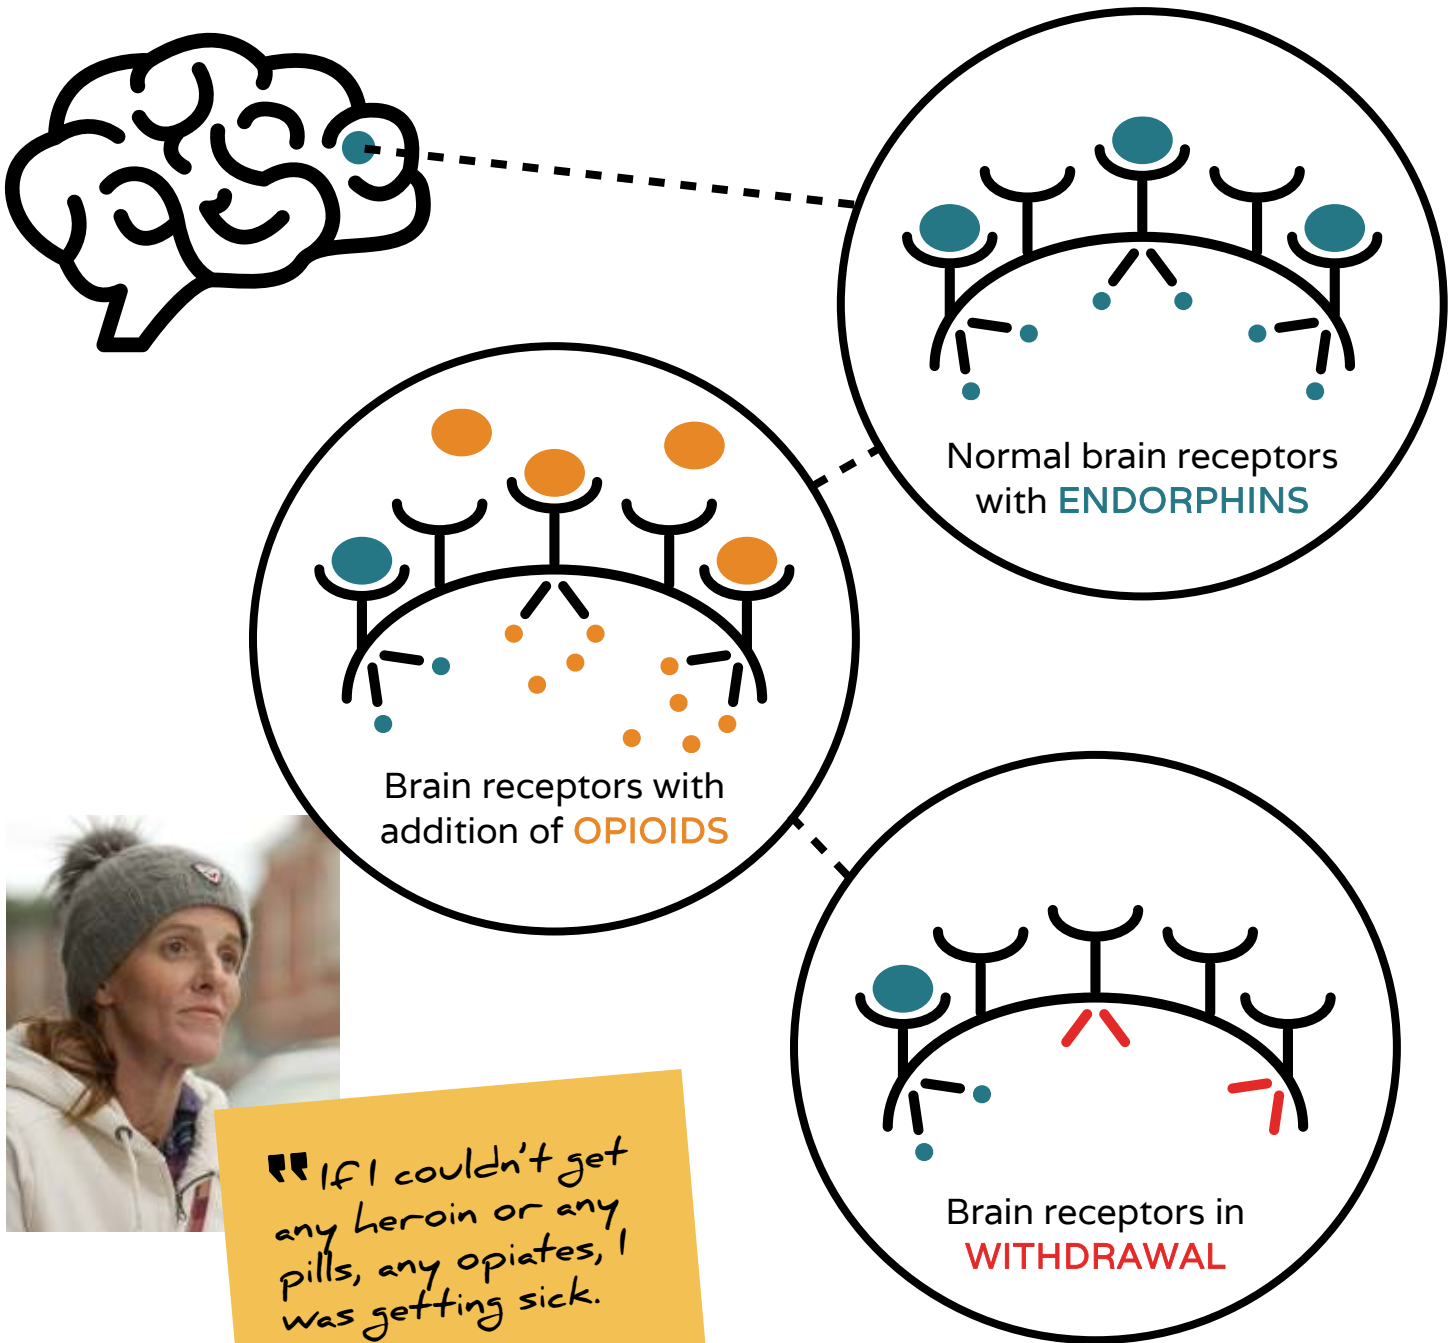 Normal brain receptors
with ENDORPHINS
Brain receptors with
addition of OPIOIDS
Brain receptors in
WITHDRAWAL
"If I couldn't get
any heroin or any
pills, any opiates, I
was getting sick.